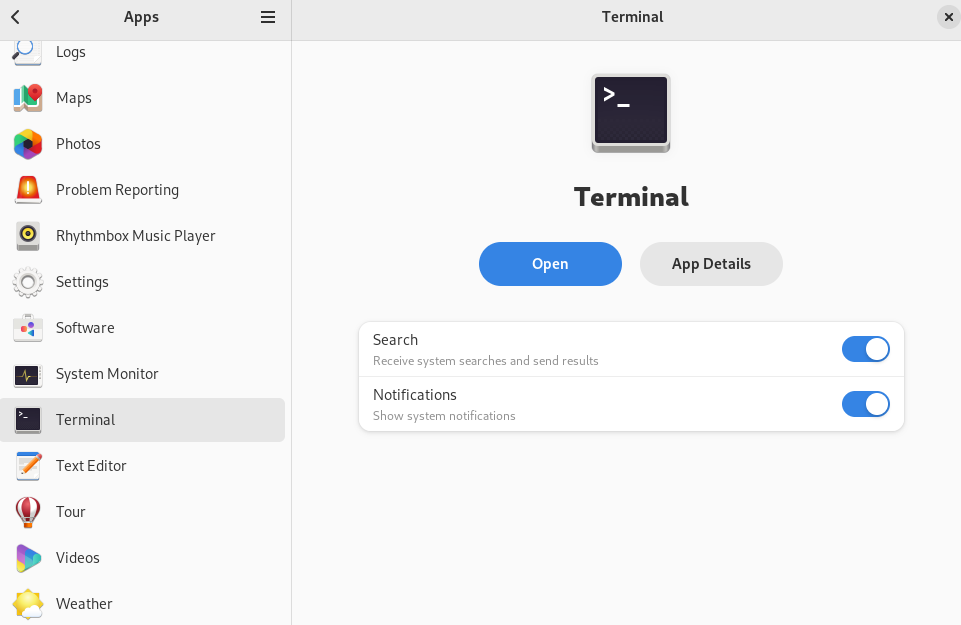 Apps
Terminal
Logs
Maps
Photos
Problem Reporting
Rhythmbox Music Player
Settings
Software
System Monitor
Terminal
Text Editor
Tour
Videos
Weather
>_
Terminal
Open
App Details
Search
Receive system searches and send results
Notifications
Show system notifications